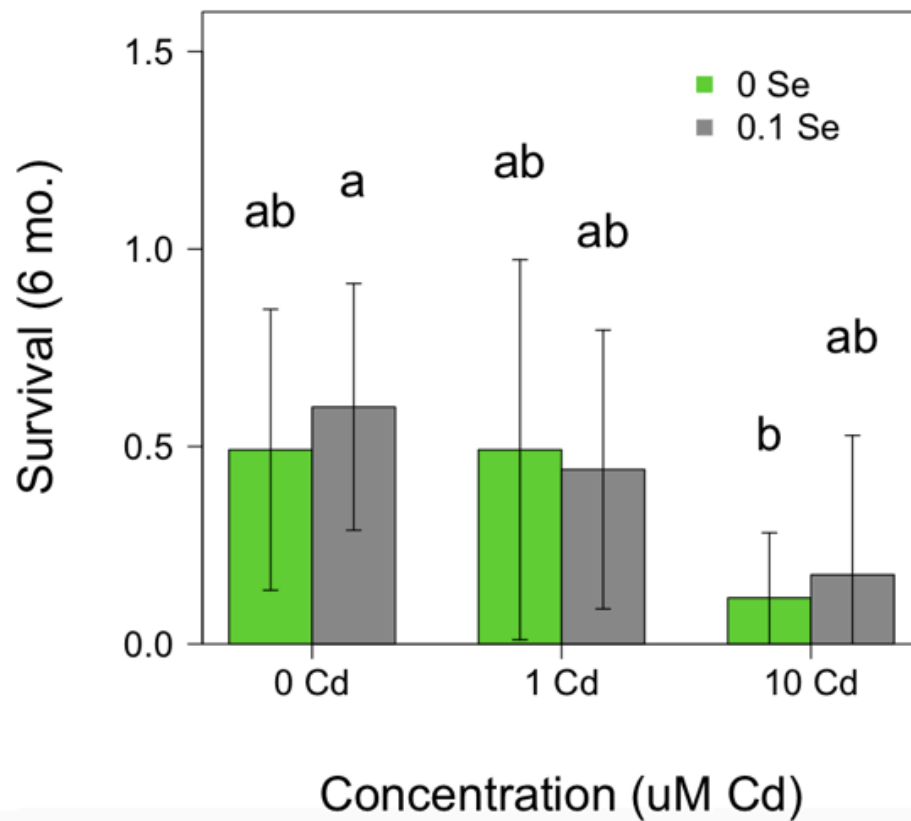 1.5
0 Se
0.1 Se
ab
a
ab
ab
1.0
ab
b
0.5
0.0
0 Cd
1 Cd
10 Cd
Survival (6 mo.)
Concentration (uM Cd)